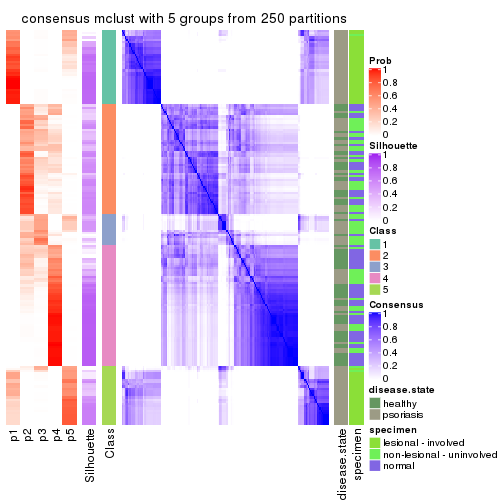 consensus mclust with 5 groups from 250 partitions
Prob
1
0.8
0.6
0.4
0.2
0
Silhouette
1
0.8
0.6
0.4
0.2
0
Class
1
2
3
4
5
Consensus
1
0.8
0.6
0.4
0.2
0
disease.state
healthy
psoriasis
specimen
lesional - involved
non-lesional - uninvolved
normal
p1
p2
p3
p4
p5
Silhouette
Class
disease.state
specimen